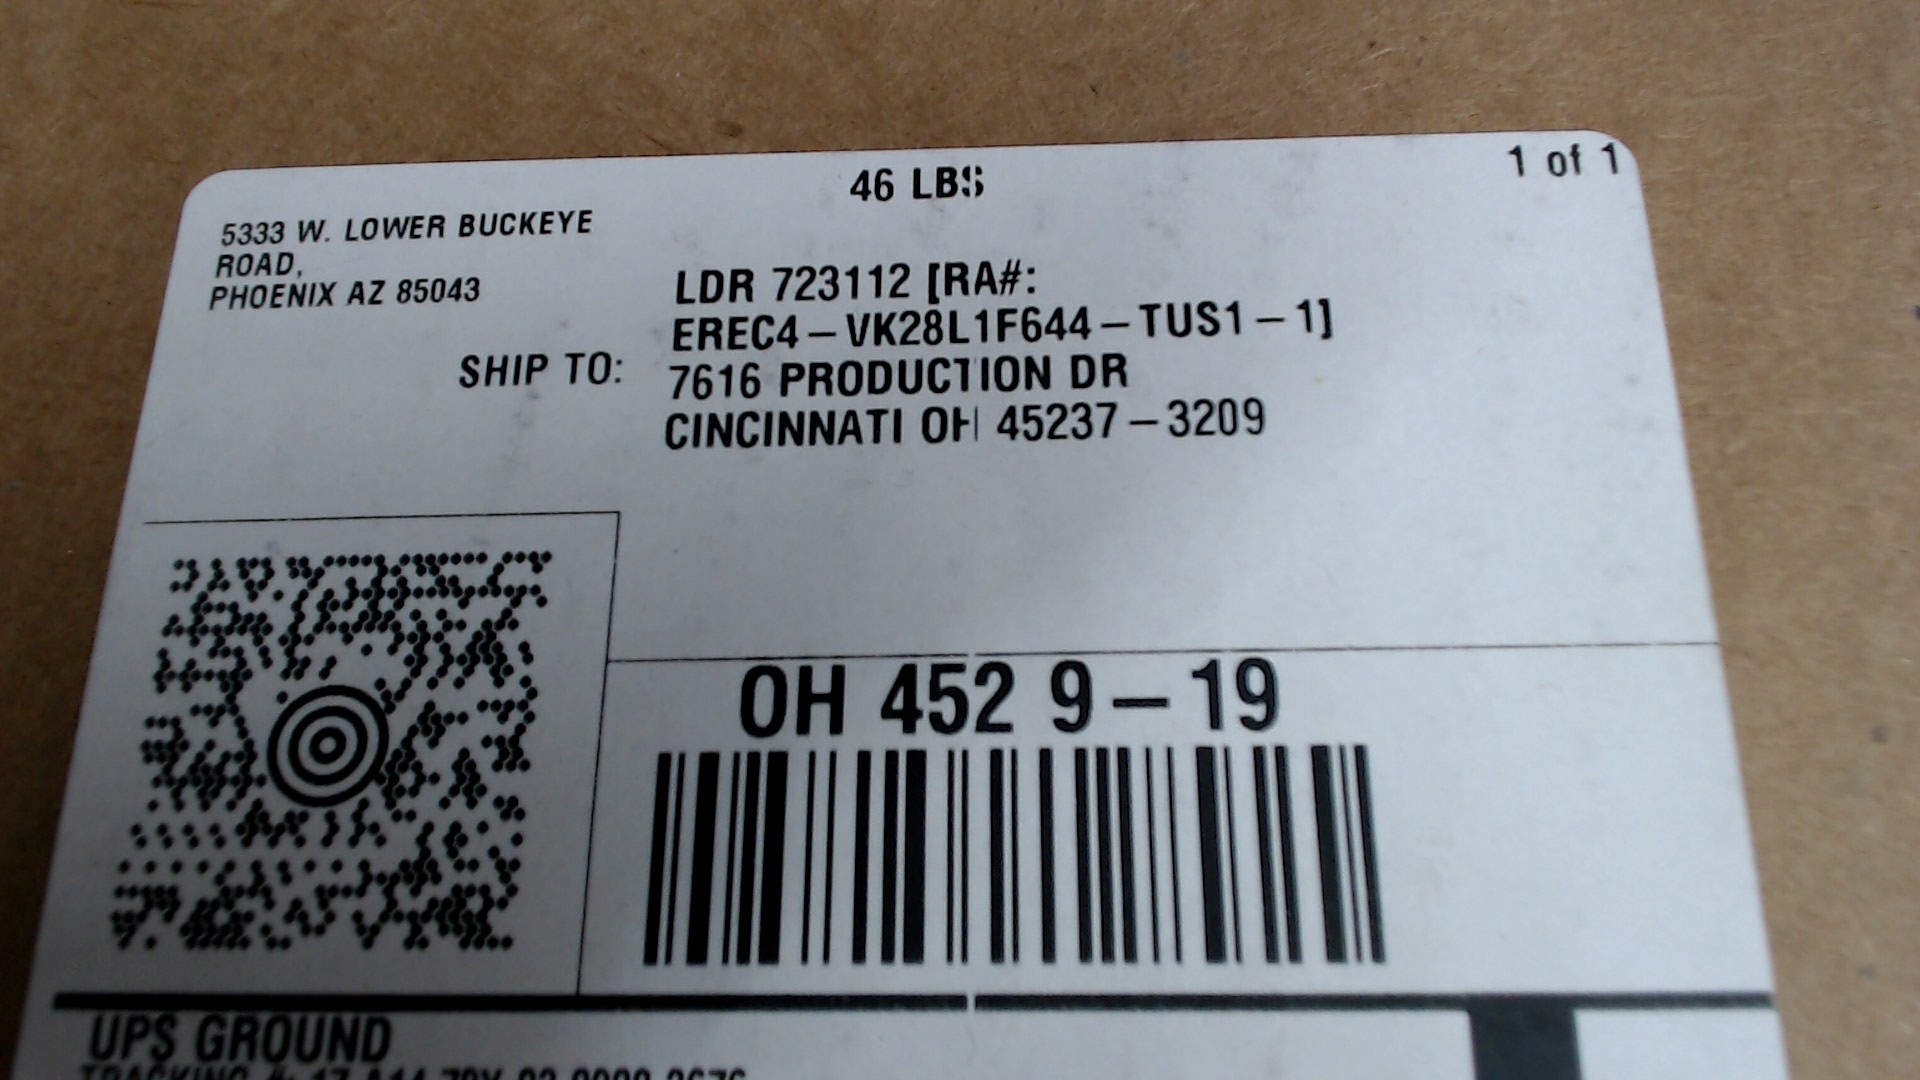 46 LBS
1 of 1
5333 W. LOWER BUCKEYE
ROAD,
PHOENIX AZ 85043
LDR 723112 [RA#:
EREC4-VK28L1F644-TUS1-1]
SHIP TO:
7616 PRODUCTION DR
CINCINNATI OH 45237-3209
OH 452 9-19
UPS GROUND
TRACKING #: